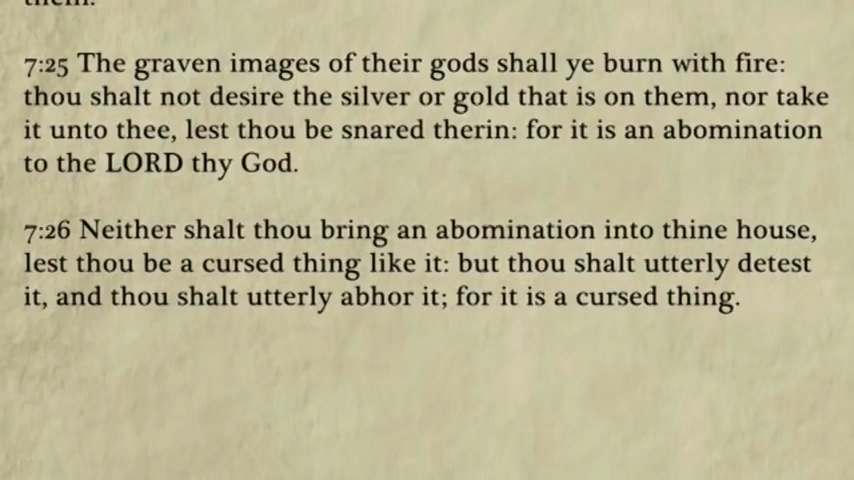 them.
7:25 The graven images of their gods shall ye burn with fire:
thou shalt not desire the silver or gold that is on them, nor take
it unto thee, lest thou be snared therin: for it is an abomination
to the LORD thy God.
7:26 Neither shalt thou bring an abomination into thine house,
lest thou be a cursed thing like it: but thou shalt utterly detest
it, and thou shalt utterly abhor it; for it is a cursed thing.